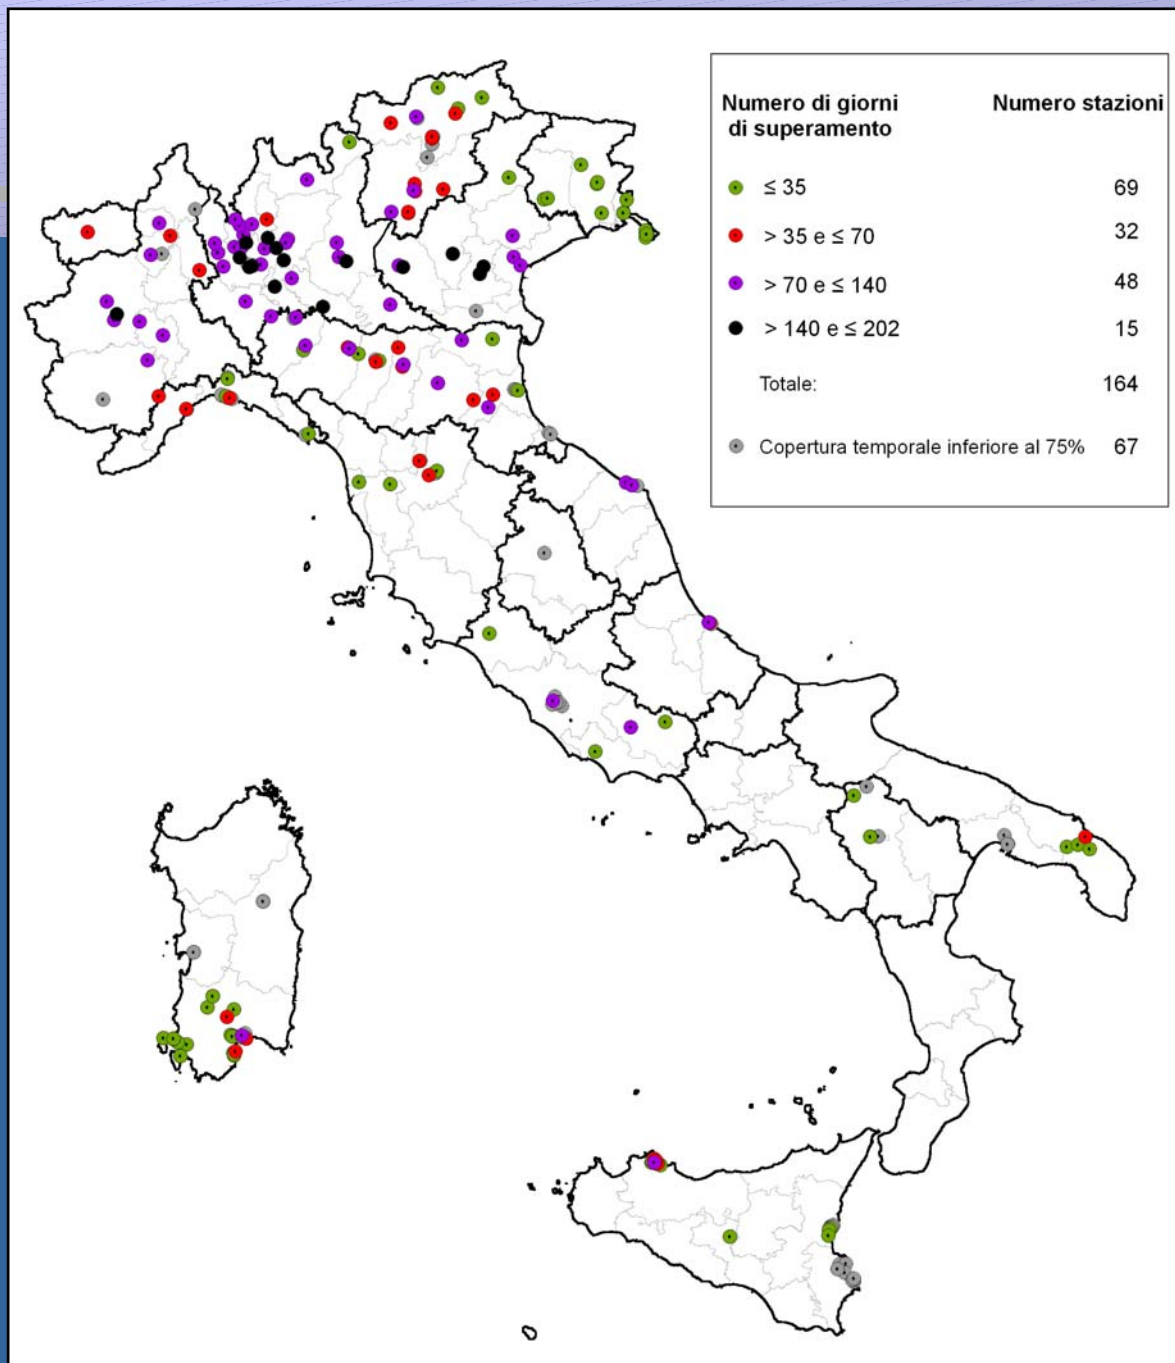 Numero di giorni
di superamento
Numero stazioni
≤ 35 69
> 35 e ≤ 70 32
> 70 e ≤ 140 48
> 140 e ≤ 202 15
Totale: 164
Copertura temporale inferiore al 75% 67